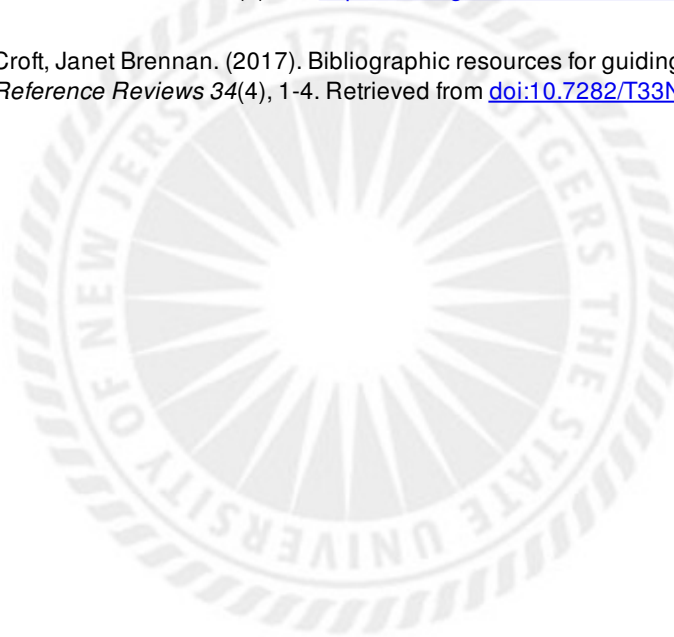 Croft, Janet Brennan. (2017). Bibliographic resources for guiding
Reference Reviews 34(4), 1-4. Retrieved from doi:10.7282/T33N
1766
RUTGERS THE STATE UNIVERSITY OF NEW JERSEY